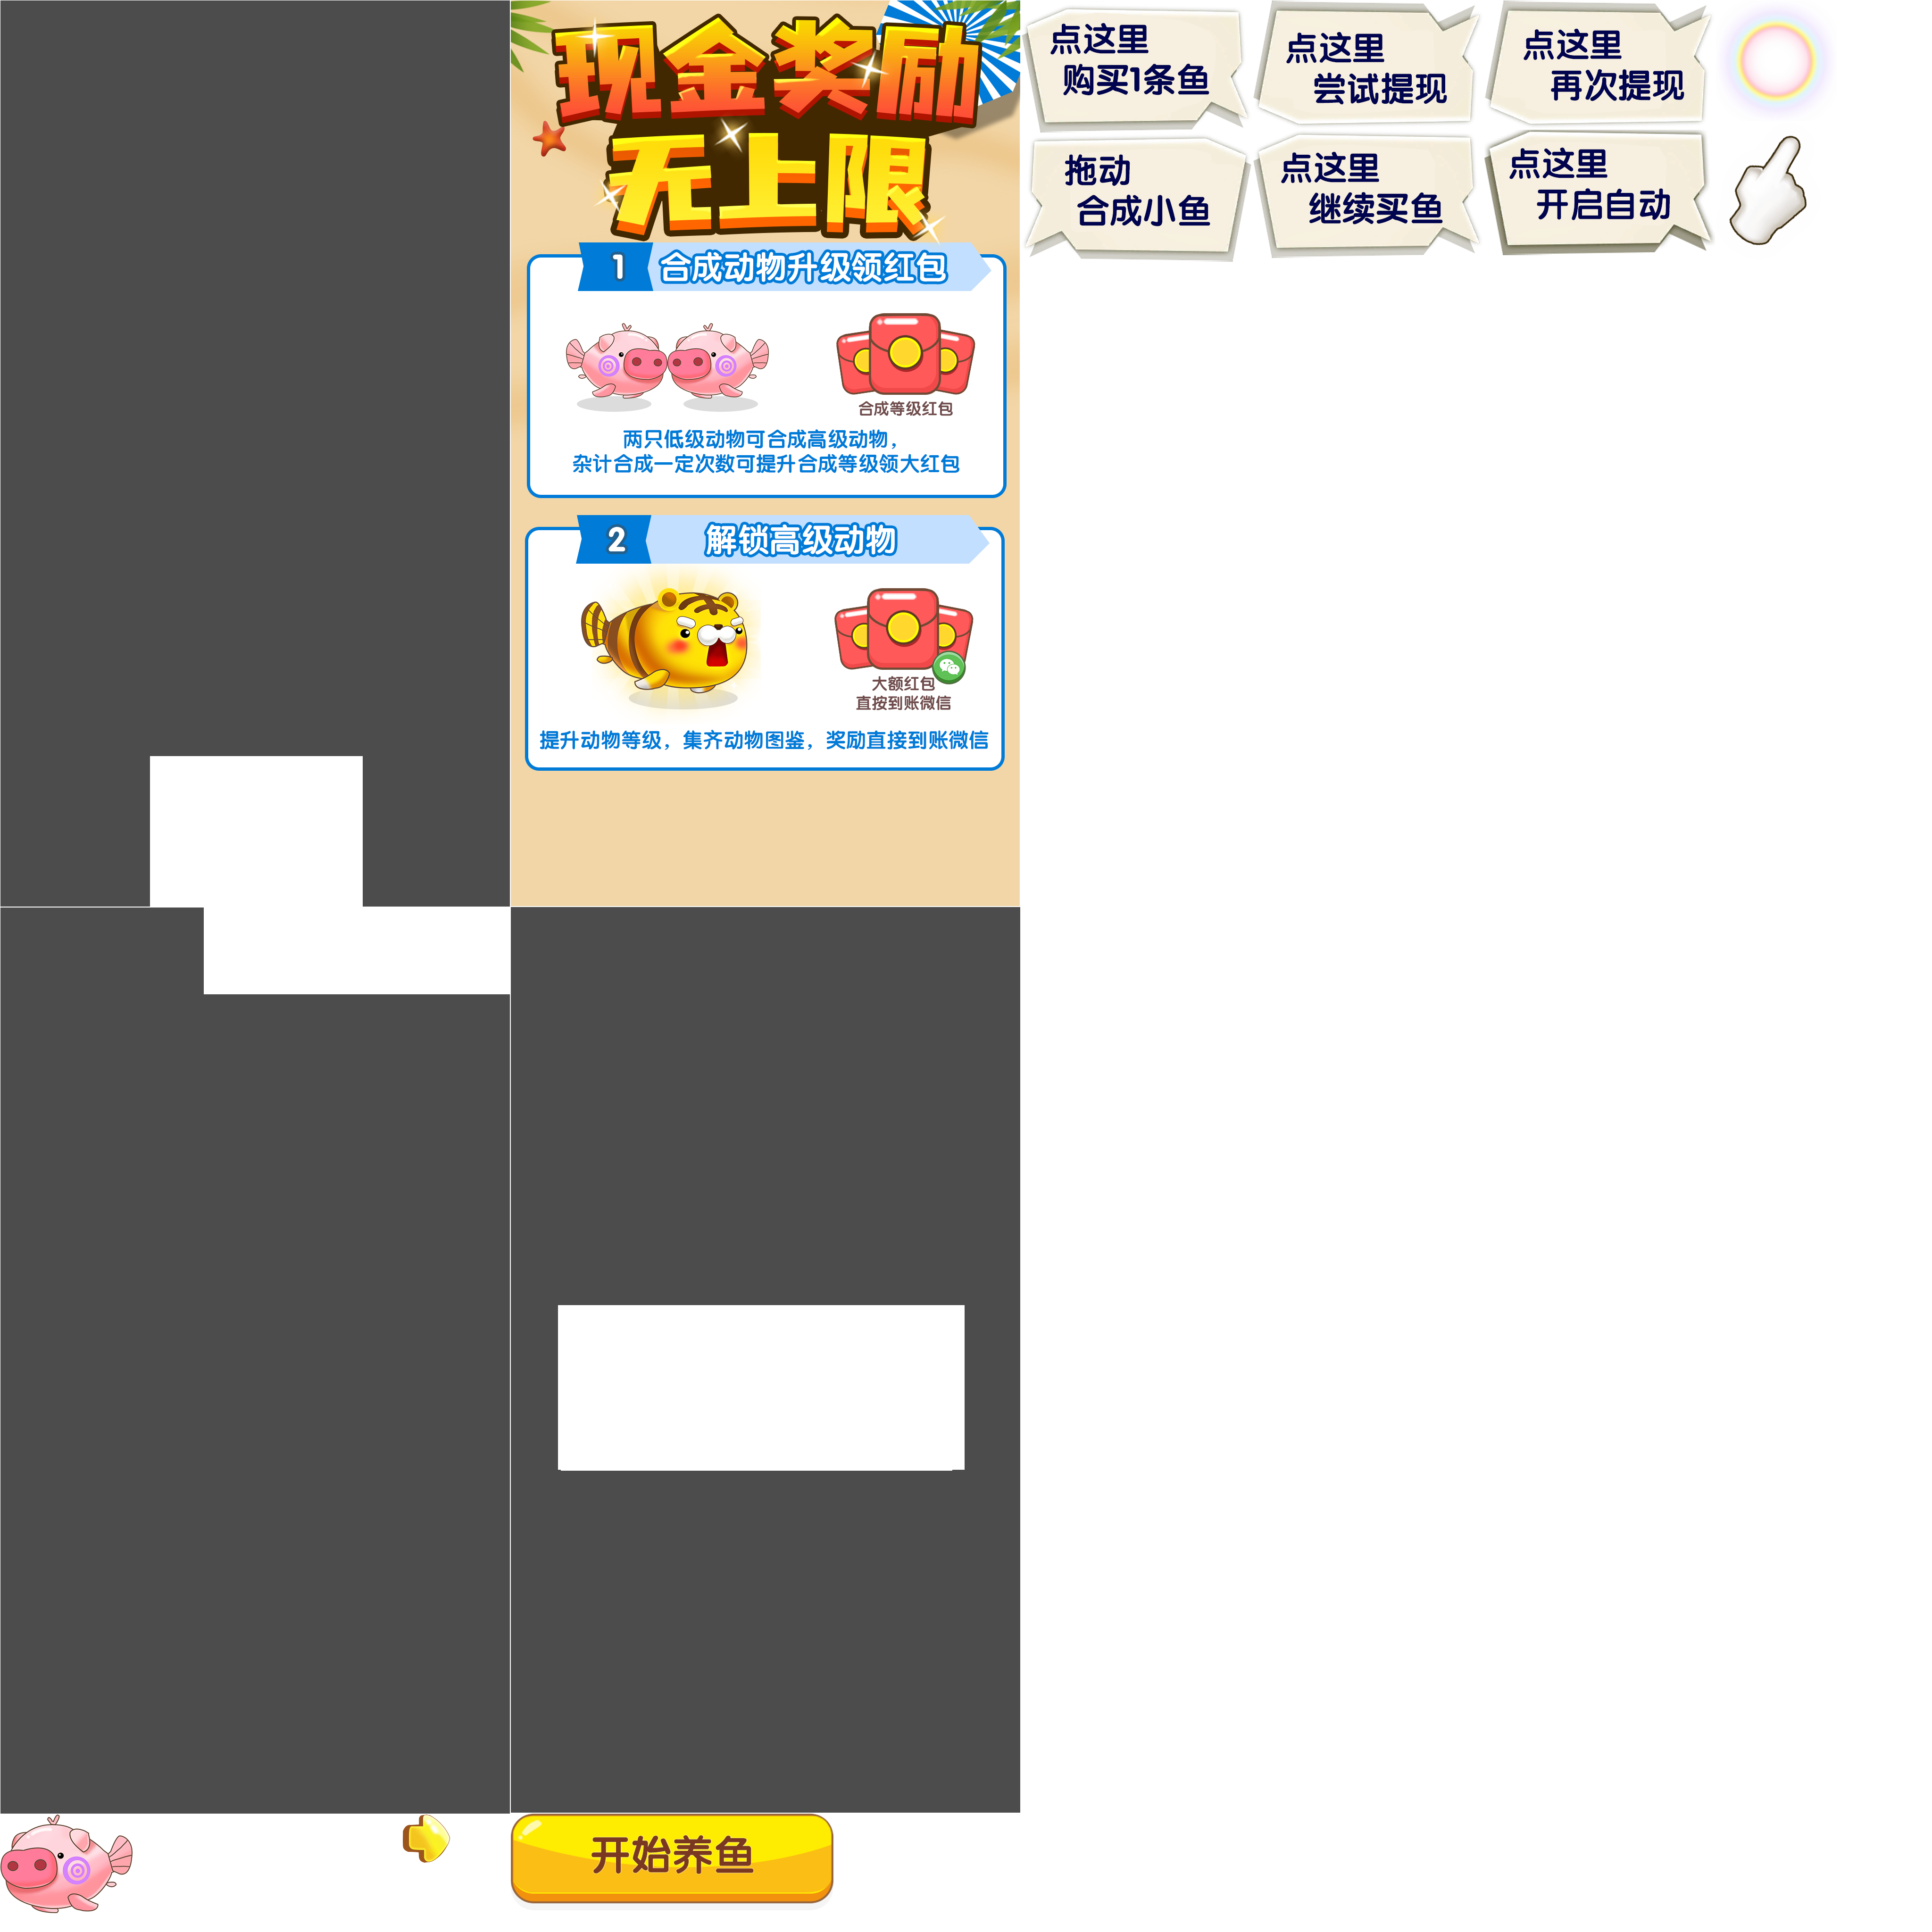 现金奖励
无上限
1 合成动物升级领红包
合成等级红包
两只低级动物可合成高级动物，
杂计合成一定次数可提升合成等级领大红包
2 解锁高级动物
大额红包
直按到账微信
提升动物等级，集齐动物图鉴，奖励直接到账微信
点这里
购买1条鱼
点这里
尝试提现
点这里
再次提现
拖动
合成小鱼
点这里
继续买鱼
点这里
开启自动
开始养鱼